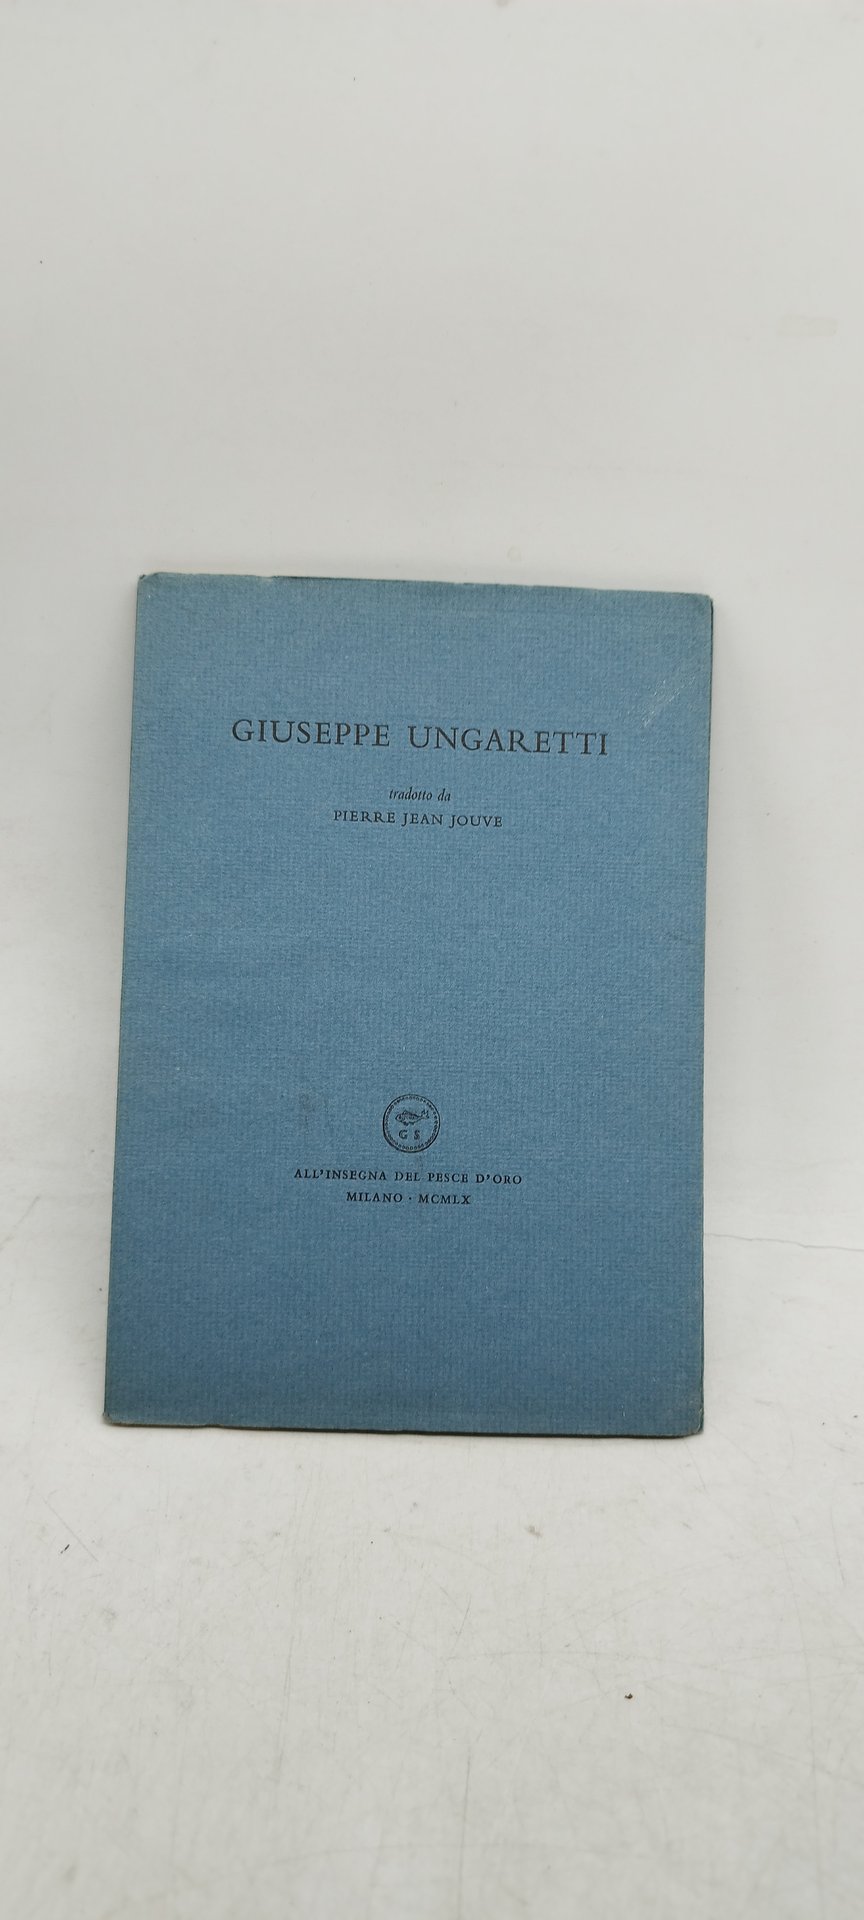 GIUSEPPE UNGARETTI
tradotto da
PIERRE JEAN JOUVE
G S
ALL'INSEGNA DEL PESCE D'ORO
MILANO · MCMLX